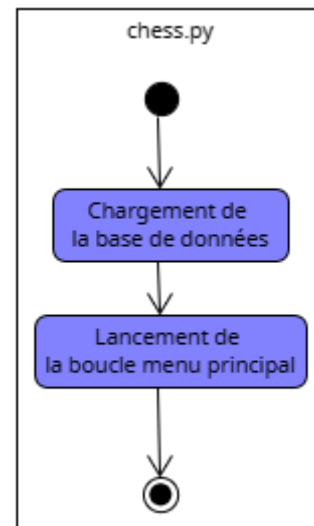 chess.py
Chargement de
la base de données
Lancement de
la boucle menu principal